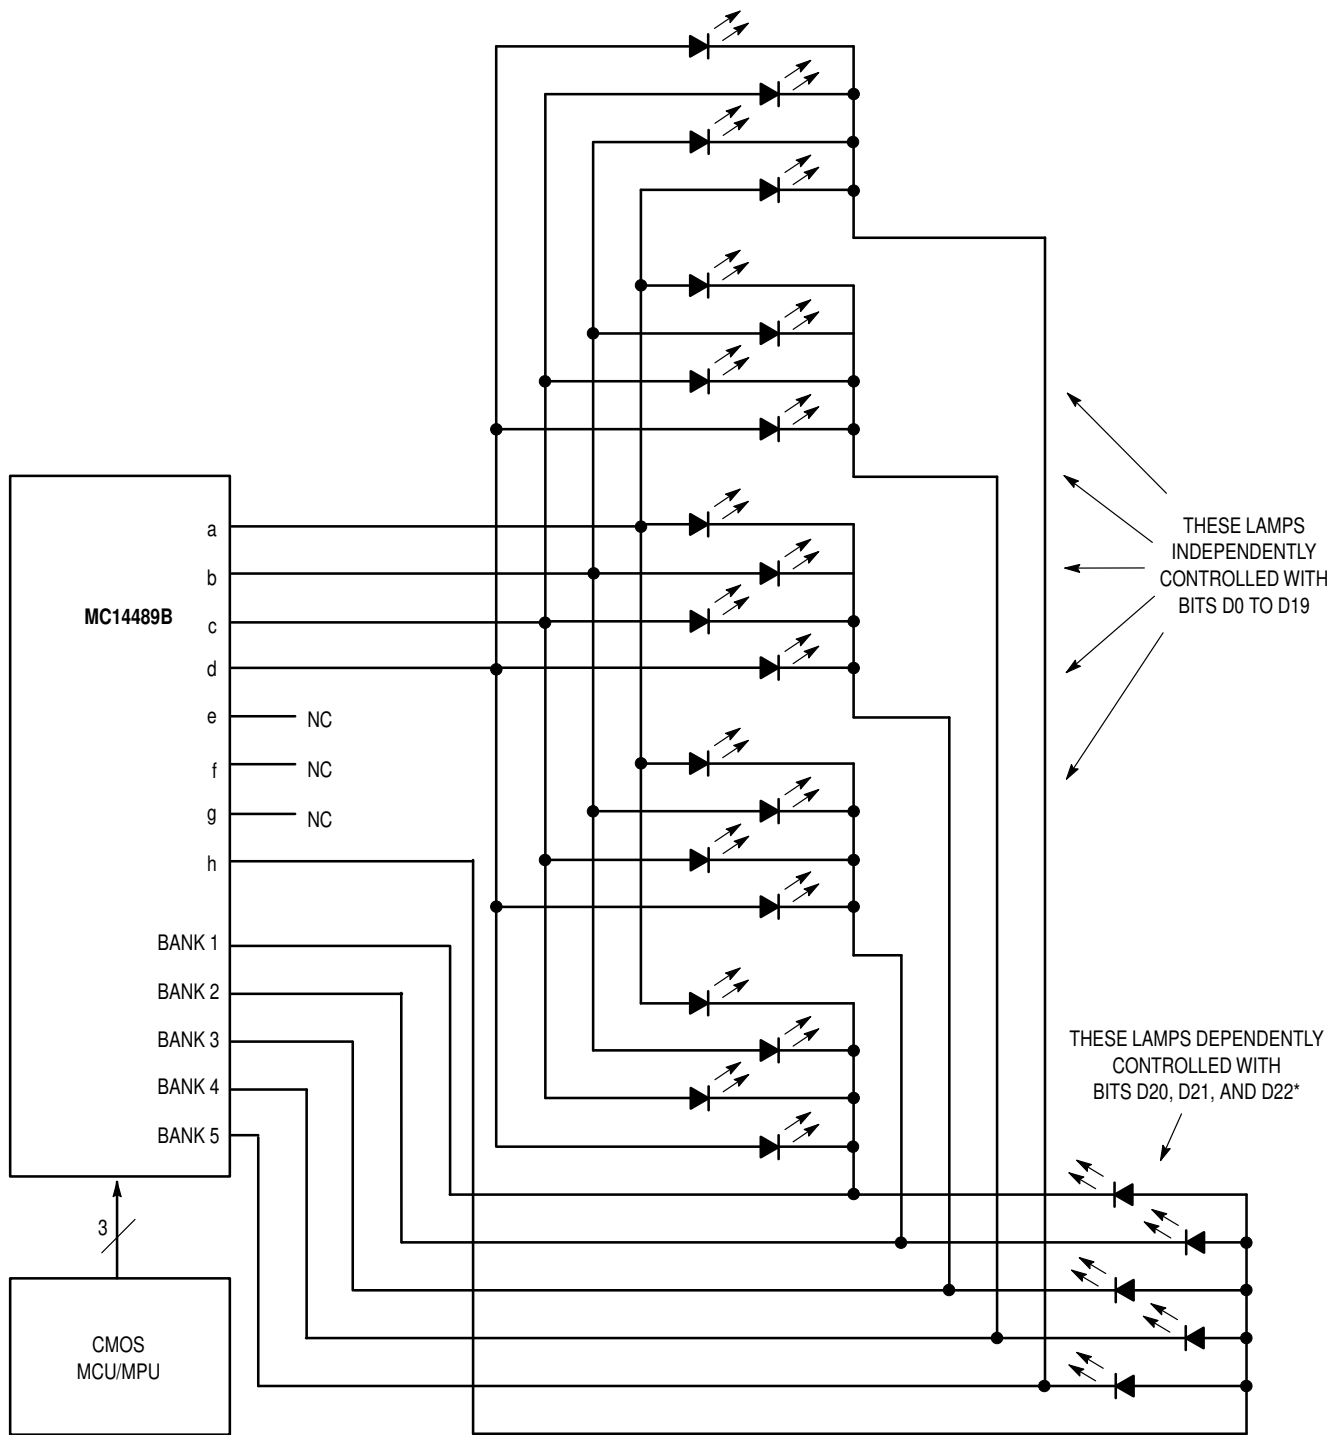 a
b
MC14489B
c
d
e
NC
f
NC
g
NC
h
BANK 1
BANK 2
BANK 3
BANK 4
BANK 5
3
CMOS
MCU/MPU
THESE LAMPS
INDEPENDENTLY
CONTROLLED WITH
BITS D0 TO D19
THESE LAMPS DEPENDENTLY
CONTROLLED WITH
BITS D20, D21, AND D22*